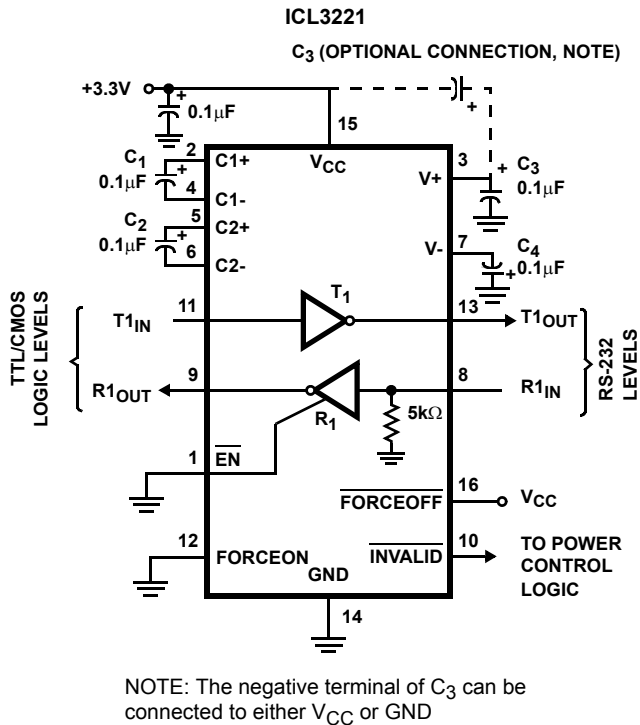 ICL3221
C3 (OPTIONAL CONNECTION, NOTE)
+3.3V
+
0.1μF
15
+
2
C1+
VCC
3
+
C3
0.1μF
C1
0.1μF
+
V+
4
C1-
5
C2+
C2
0.1μF
+
V-
7
C4
0.1μF
+
6
C2-
T1
11
13
T1IN
T1OUT
TTL/CMOS
LOGIC LEVELS
RS-232
LEVELS
9
8
R1OUT
R1IN
5kΩ
R1
1
EN
16
FORCEOFF
VCC
12
FORCEON
INVALID
10
TO POWER
CONTROL
LOGIC
GND
14
NOTE: The negative terminal of C3 can be
connected to either VCC or GND